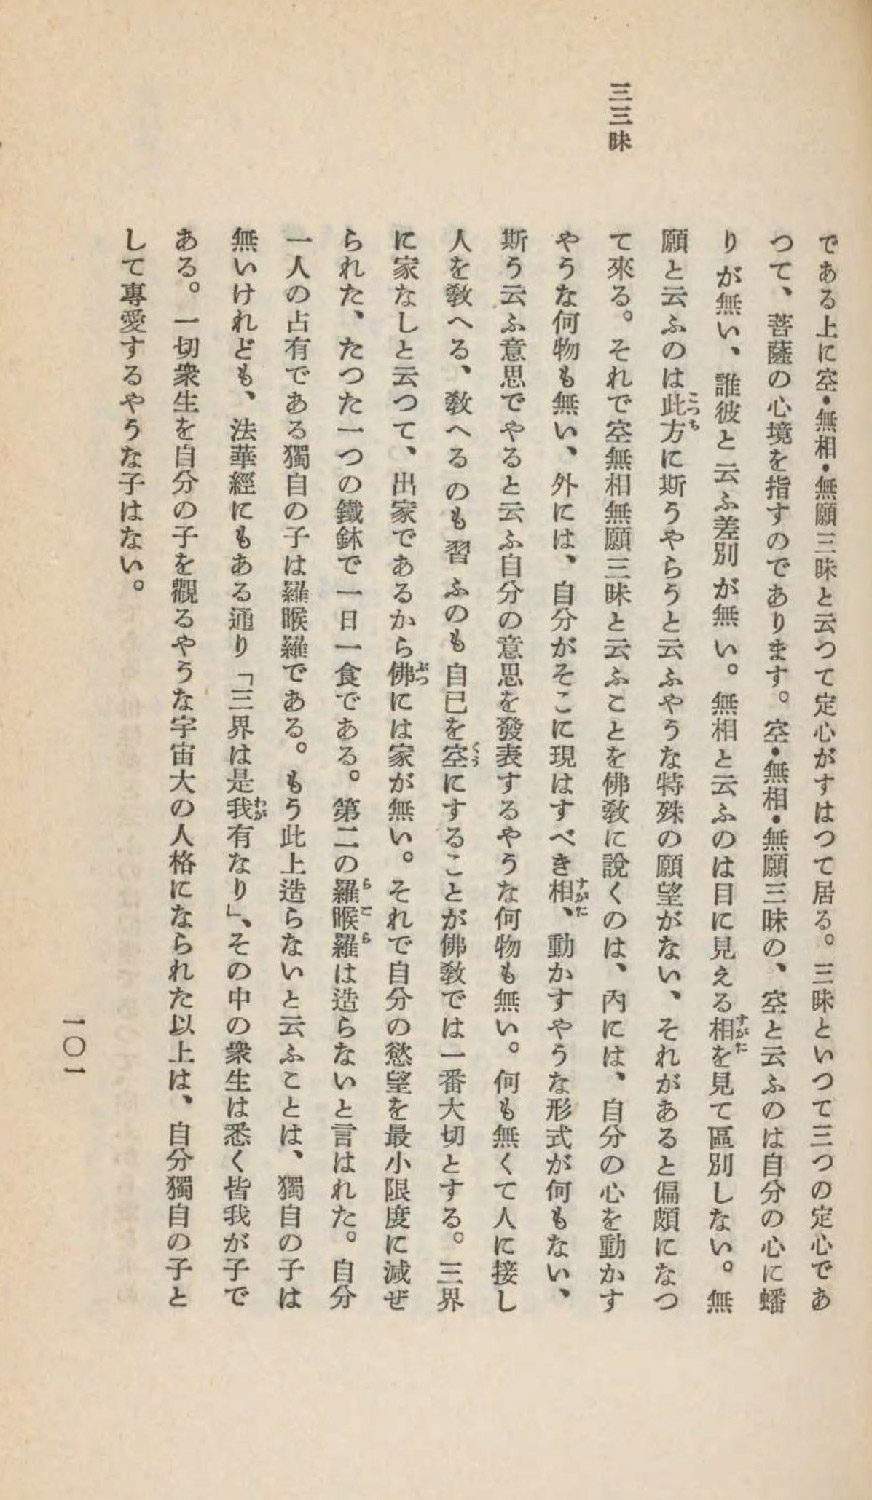 三三昧
である上に空・無相・無願三昧と云つて定心がすはつて居る。三昧といつて三つの定心であ
つて、菩薩の心境を指すのであります。空・無相・無願三昧の、空と云ふのは自分の心に蟠
りが無い、誰彼と云ふ差別が無い。無相と云ふのは目に見える相を見て區別しない。無
願と云ふのは此方に斯うやらうと云ふやうな特殊の願望がない、それがあると偏頗になつ
て來る。それで空無相無願三昧と云ふことを佛敎に說くのは、內には、自分の心を動かす
やうな何物も無い、外には、自分がそこに現はすべき相、動かすやうな形式が何もない、
斯う云ふ意思でやると云ふ自分の意思を發表するやうな何物も無い。何も無くて人に接し
人を敎へる、敎へるのも習ふのも自己を空にすることが佛敎では一番大切とする。三界
に家なしと云つて、出家であるから佛には家が無い。それで自分の慾望を最小限度に減ぜ
られた、たつた一つの鐵鉢で一日一食である。第二の羅睺羅は造らないと言はれた。自分
一人の占有である獨自の子は羅睺羅である。もう此上造らないと云ふことは、獨自の子は
無いけれども、法華經にもある通り「三界は是我有なり」、その中の衆生は悉く皆我が子で
ある。一切衆生を自分の子を觀るやうな宇宙大の人格になられた以上は、自分獨自の子と
して專愛するやうな子はない。
一〇一